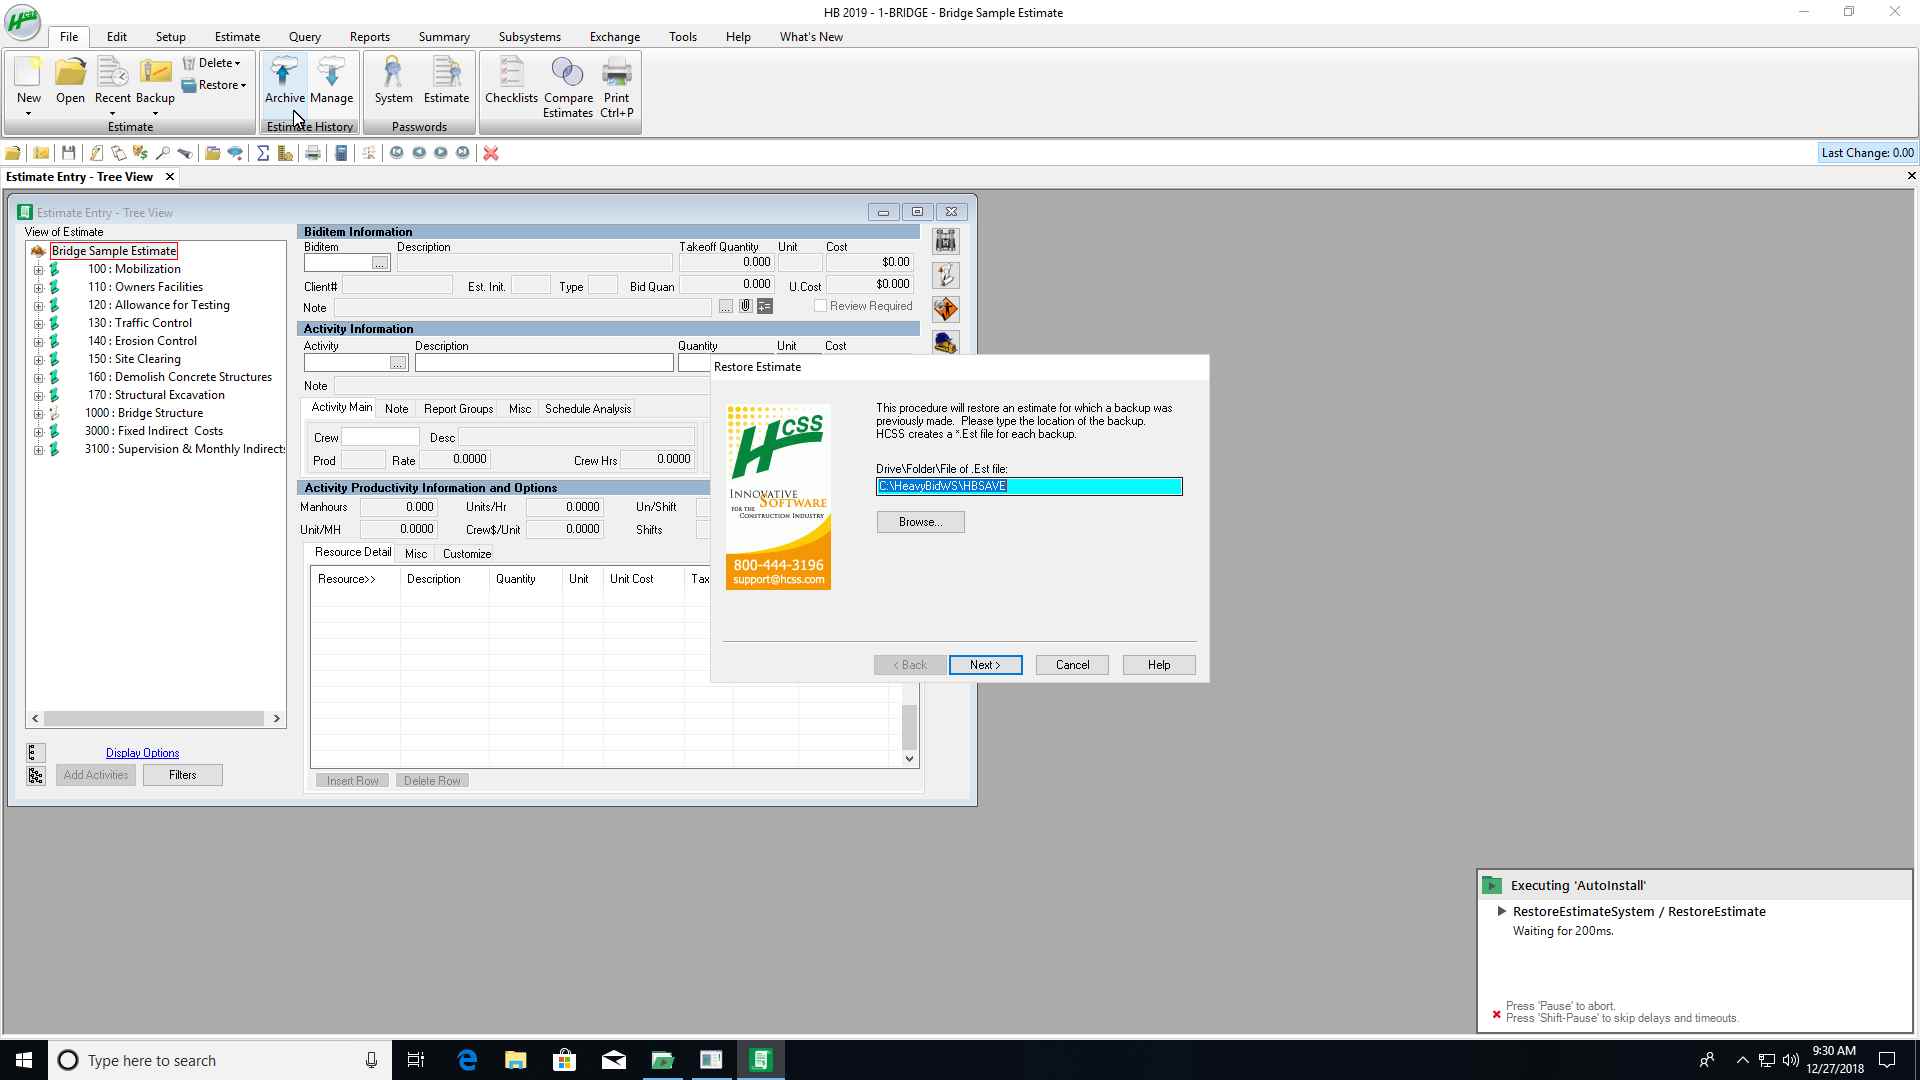 HB 2019 - 1-BRIDGE - Bridge Sample Estimate
HCSS
File Edit Setup Estimate Query Reports Summary Subsystems Exchange Tools Help What's New
New Open Recent Backup Delete Restore Archive Manage System Estimate Checklists Compare Estimates Print Ctrl+P
Estimate Estimate History Passwords
Last Change: 0.00
Estimate Entry - Tree View
Estimate Entry - Tree View
View of Estimate
Bridge Sample Estimate
100 : Mobilization
110 : Owners Facilities
120 : Allowance for Testing
130 : Traffic Control
140 : Erosion Control
150 : Site Clearing
160 : Demolish Concrete Structures
170 : Structural Excavation
1000 : Bridge Structure
3000 : Fixed Indirect Costs
3100 : Supervision & Monthly Indirects
Display Options
Add Activities Filters
Biditem Information
Biditem Description Takeoff Quantity Unit Cost
... 0.000 $0.00
Client# Est. Init. Type Bid Quan 0.000 U.Cost $0.000
Note ... Review Required
Activity Information
Activity Description Quantity Unit Cost
...
Note
Activity Main Note Report Groups Misc Schedule Analysis
Crew Desc
Prod Rate 0.0000 Crew Hrs 0.0000
Activity Productivity Information and Options
Manhours 0.000 Units/Hr 0.0000 Un/Shift
Unit/MH 0.0000 Crew$/Unit 0.0000 Shifts
Resource Detail Misc Customize
Resource>> Description Quantity Unit Unit Cost Tax
Insert Row Delete Row
Restore Estimate
HCSS
INNOVATIVE
SOFTWARE
FOR THE
CONSTRUCTION INDUSTRY
800-444-3196
support@hcss.com
This procedure will restore an estimate for which a backup was
previously made. Please type the location of the backup.
HCSS creates a *.Est file for each backup.
Drive\Folder\File of .Est file:
C:\HeavyBidWS\HBSAVE
Browse...
< Back Next > Cancel Help
Executing 'AutoInstall'
RestoreEstimateSystem / RestoreEstimate
Waiting for 200ms.
Press 'Pause' to abort.
Press 'Shift-Pause' to skip delays and timeouts.
Type here to search
9:30 AM
12/27/2018